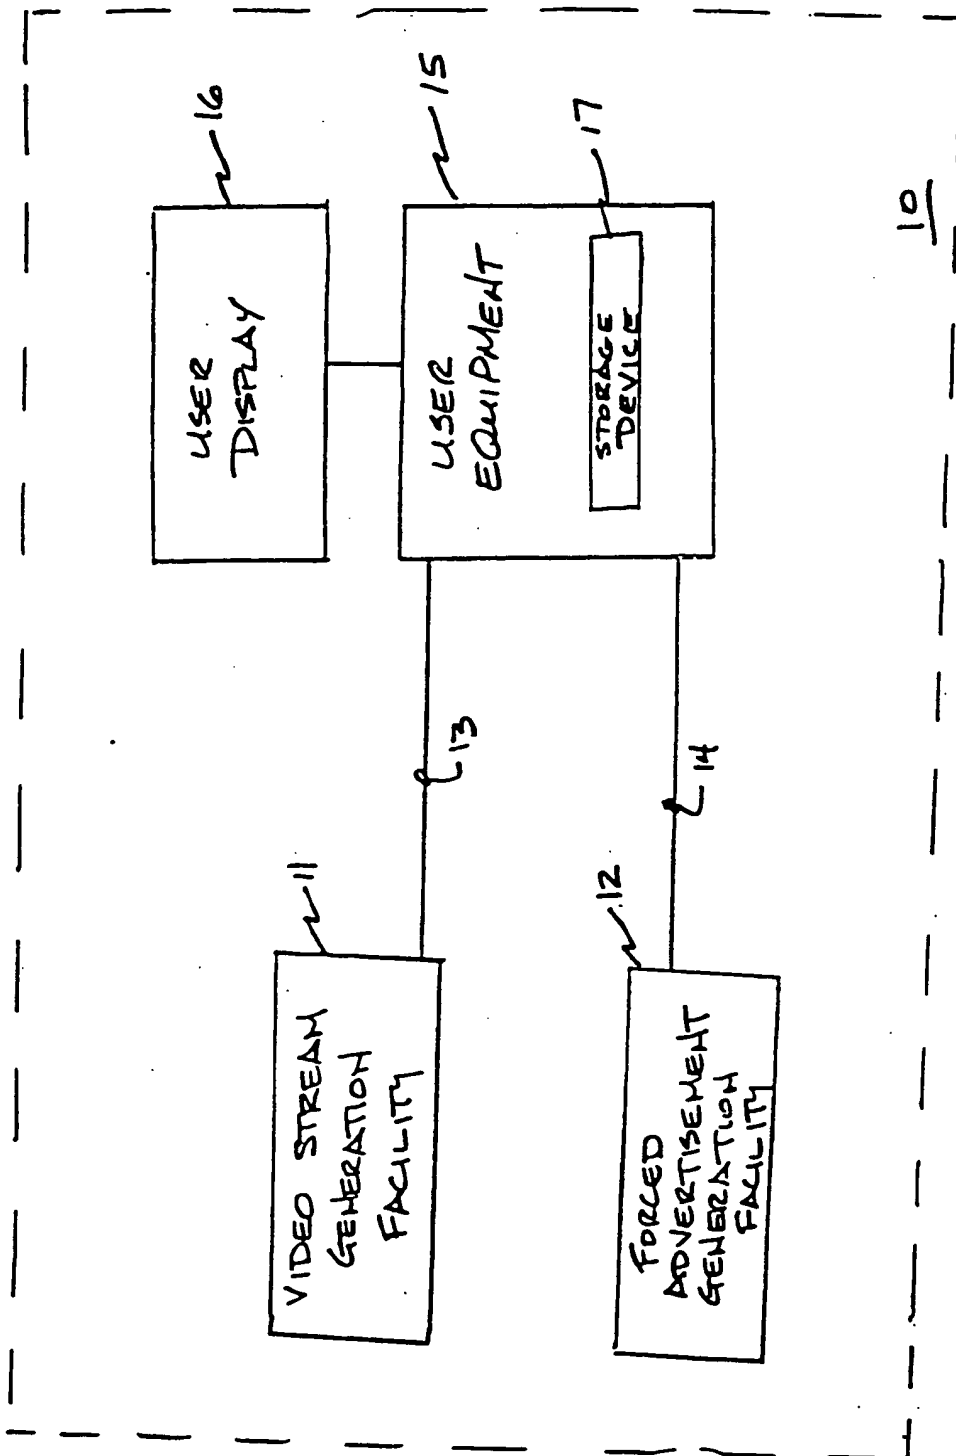 VIDEO STREAM
GENERATION
FACILITY
11
13
FORCED
ADVERTISEMENT
GENERATION
FACILITY
12
14
USER
DISPLAY
16
USER
EQUIPMENT
15
STORAGE
DEVICE
17
10